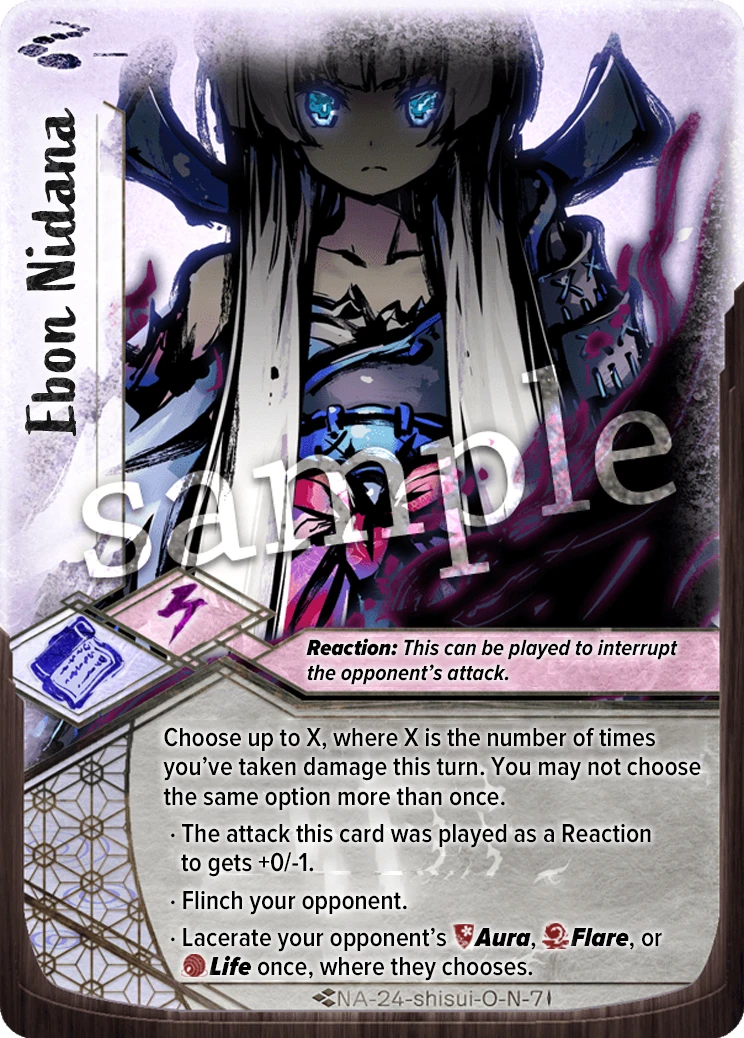 Ebon Nidana
sample
Reaction: This can be played to interrupt
the opponent's attack.
Choose up to X, where X is the number of times
you've taken damage this turn. You may not choose
the same option more than once.
· The attack this card was played as a Reaction
to gets +0/-1.
· Flinch your opponent.
· Lacerate your opponent's Aura, Flare, or
Life once, where they chooses.
NA-24-shisui-O-N-7